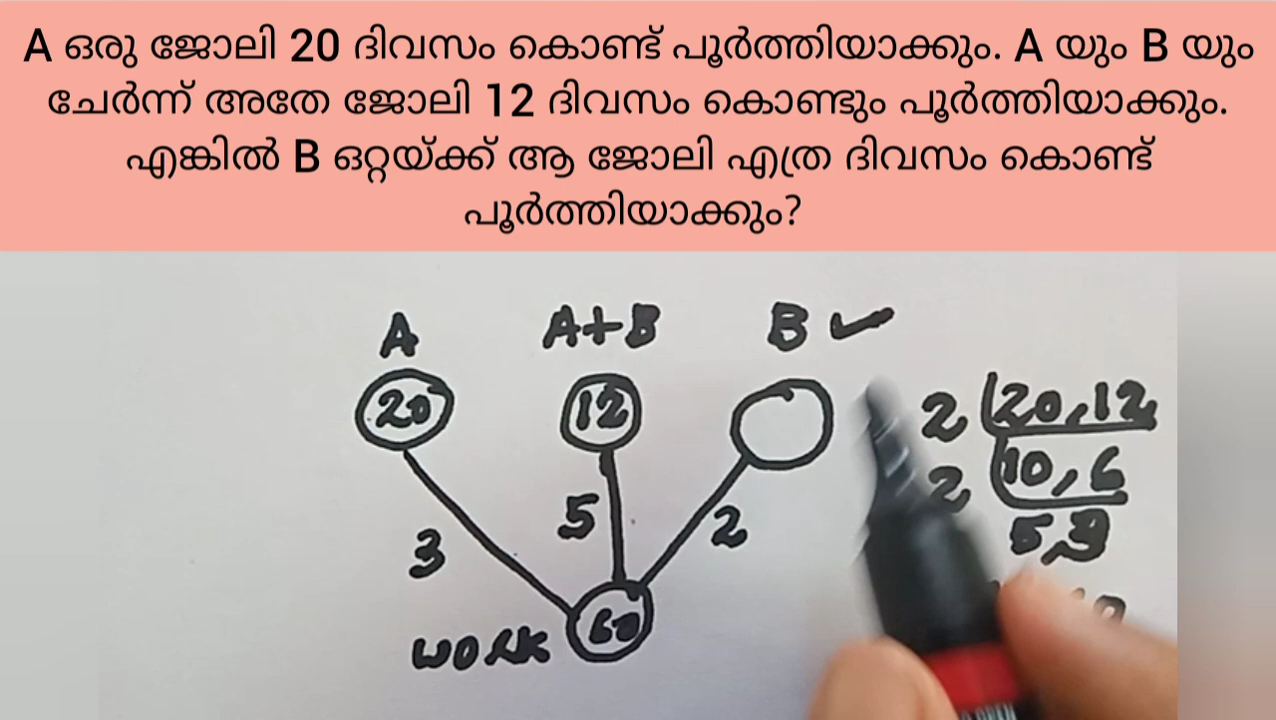 A ഒരു ജോലി 20 ദിവസം കൊണ്ട് പൂർത്തിയാക്കും. A യും B യും
ചേർന്ന് അതേ ജോലി 12 ദിവസം കൊണ്ടും പൂർത്തിയാക്കും.
എങ്കിൽ B ഒറ്റയ്ക്ക് ആ ജോലി എത്ര ദിവസം കൊണ്ട്
പൂർത്തിയാക്കും?
A A+B B ✓
20 12
2 20,12
2 10,6
3 5 2
5,3
work 60